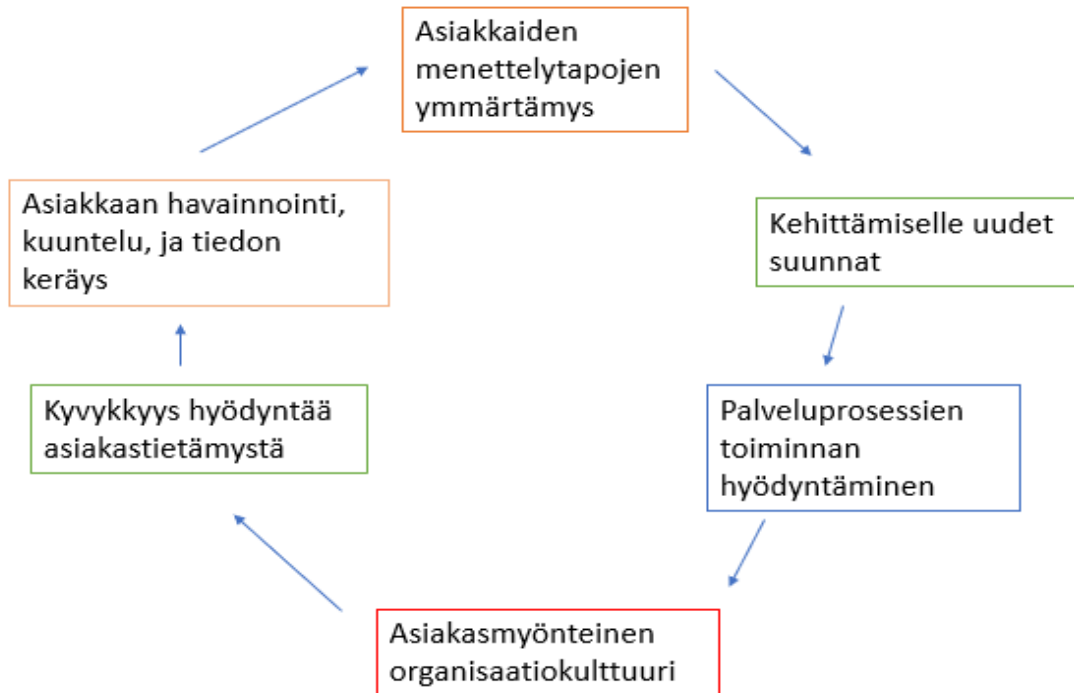 Asiakkaiden
menettelytapojen
ymmärtämys
Kehittämiselle uudet
suunnat
Palveluprosessien
toiminnan
hyödyntäminen
Asiakasmyönteinen
organisaatiokulttuuri
Kyvykkyys hyödyntää
asiakastietämystä
Asiakkaan havainnointi,
kuuntelu, ja tiedon
keräys